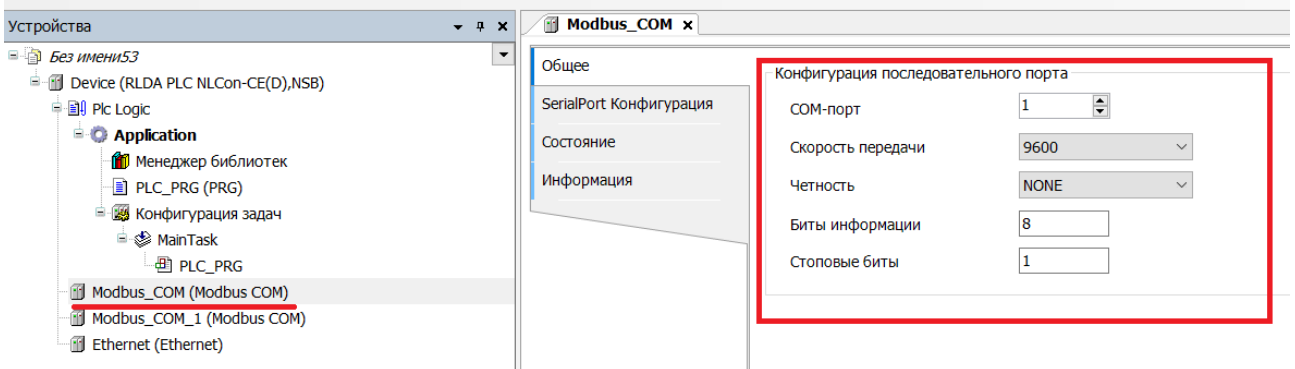 Устройства
Без имени53
Device (RLDA PLC NLCon-CE(D),NSB)
Plc Logic
Application
Менеджер библиотек
PLC_PRG (PRG)
Конфигурация задач
MainTask
PLC_PRG
Modbus_COM (Modbus COM)
Modbus_COM_1 (Modbus COM)
Ethernet (Ethernet)
Modbus_COM
Общее
SerialPort Конфигурация
Состояние
Информация
Конфигурация последовательного порта
COM-порт 1
Скорость передачи 9600
Четность NONE
Биты информации 8
Стоповые биты 1